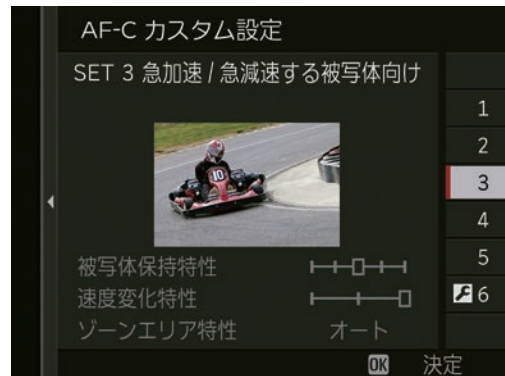 AF-C カスタム設定
SET 3 急加速 / 急減速する被写体向け
1
2
3
4
5
6
10
被写体保持特性
速度変化特性
ゾーンエリア特性 オート
OK 決定